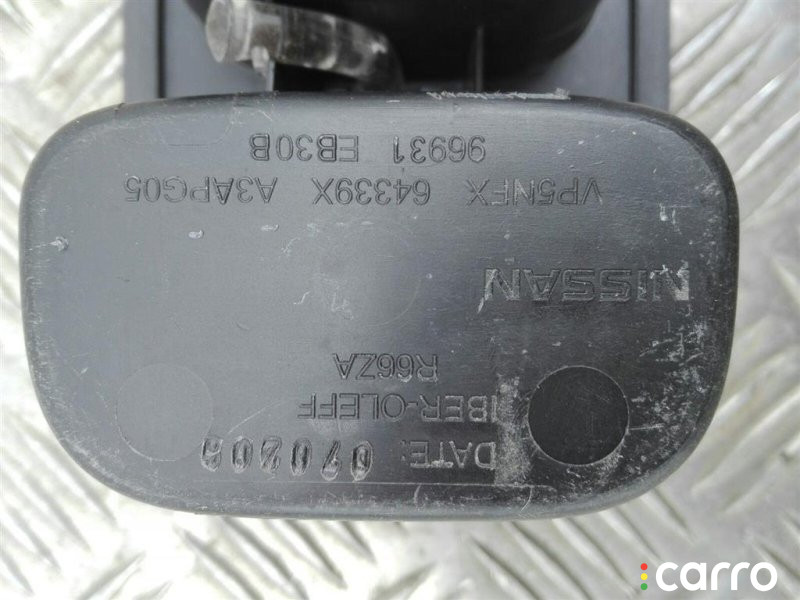 DATE: 070208
IBER-OLEFF
R66ZA
NISSAN
VP5NFX 64339X A3APG05
96931 EB30B
carro